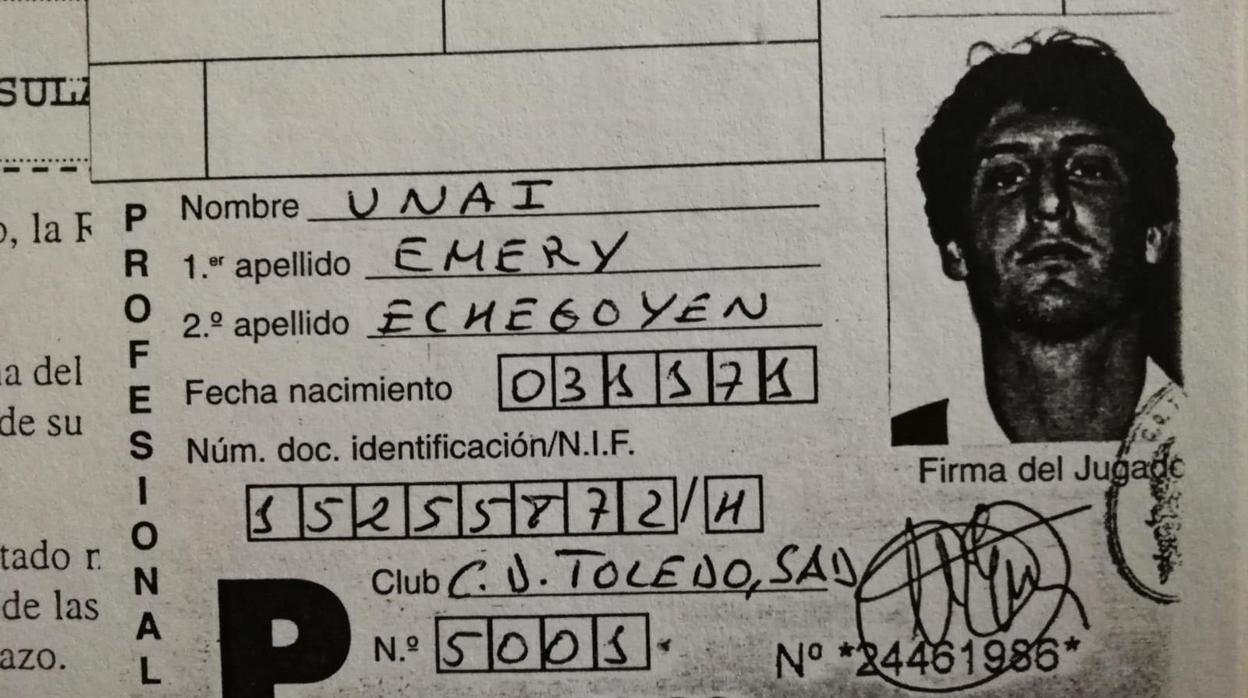 SULA
o, la F
a del
de su
tado r
de las
azo.
PROFESIONAL
Nombre UNAI
1.er apellido EMERY
2.º apellido ECHEGOYEN
Fecha nacimiento 031171
Núm. doc. identificación/N.I.F.
15255872/H
Club C.D. TOLEDO, SAD
P
N.º 5001
Firma del Jugado
Nº *24461986*